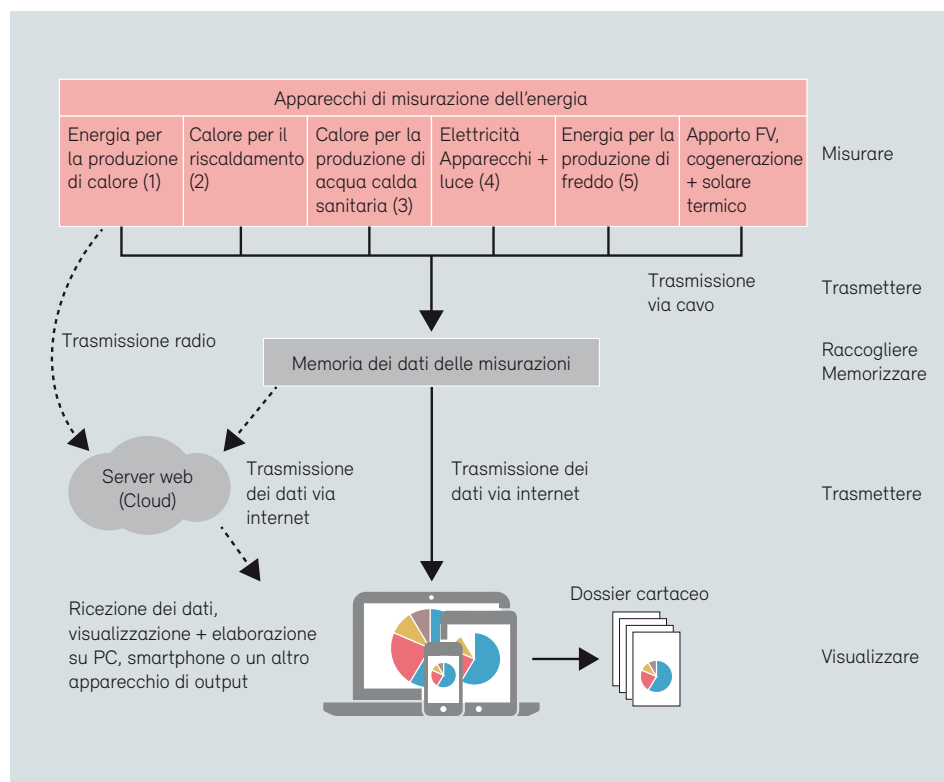 Apparecchi di misurazione dell'energia
Energia per
la produzione
di calore (1)
Calore per il
riscaldamento
(2)
Calore per la
produzione di
acqua calda
sanitaria (3)
Elettricità
Apparecchi +
luce (4)
Energia per la
produzione di
freddo (5)
Apporto FV,
cogenerazione
+ solare
termico
Misurare
Trasmissione
via cavo
Trasmettere
Trasmissione radio
Memoria dei dati delle misurazioni
Raccogliere
Memorizzare
Server web
(Cloud)
Trasmissione
dei dati via
internet
Trasmissione dei
dati via internet
Trasmettere
Ricezione dei dati,
visualizzazione + elaborazione
su PC, smartphone o un altro
apparecchio di output
Dossier cartaceo
Visualizzare